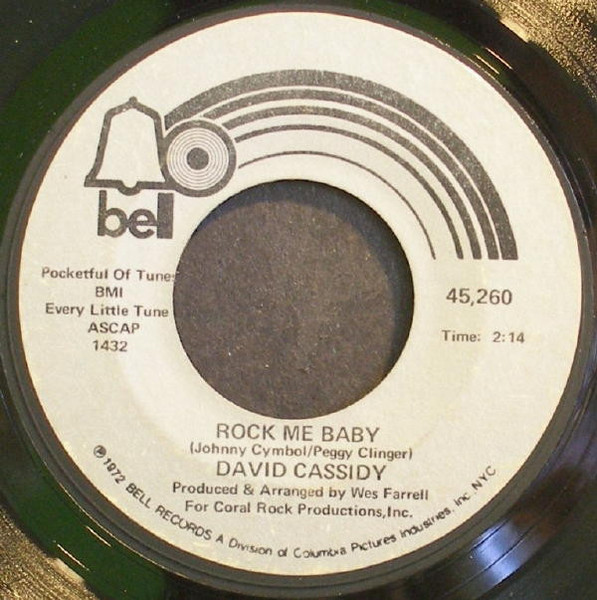 bell
Pocketful Of Tunes
BMI
Every Little Tune
ASCAP
1432
45,260
Time: 2:14
ROCK ME BABY
(Johnny Cymbol/Peggy Clinger)
DAVID CASSIDY
Produced & Arranged by Wes Farrell
For Coral Rock Productions,Inc.
℗ 1972 BELL RECORDS A Division of Columbia Pictures Industries, Inc. NYC